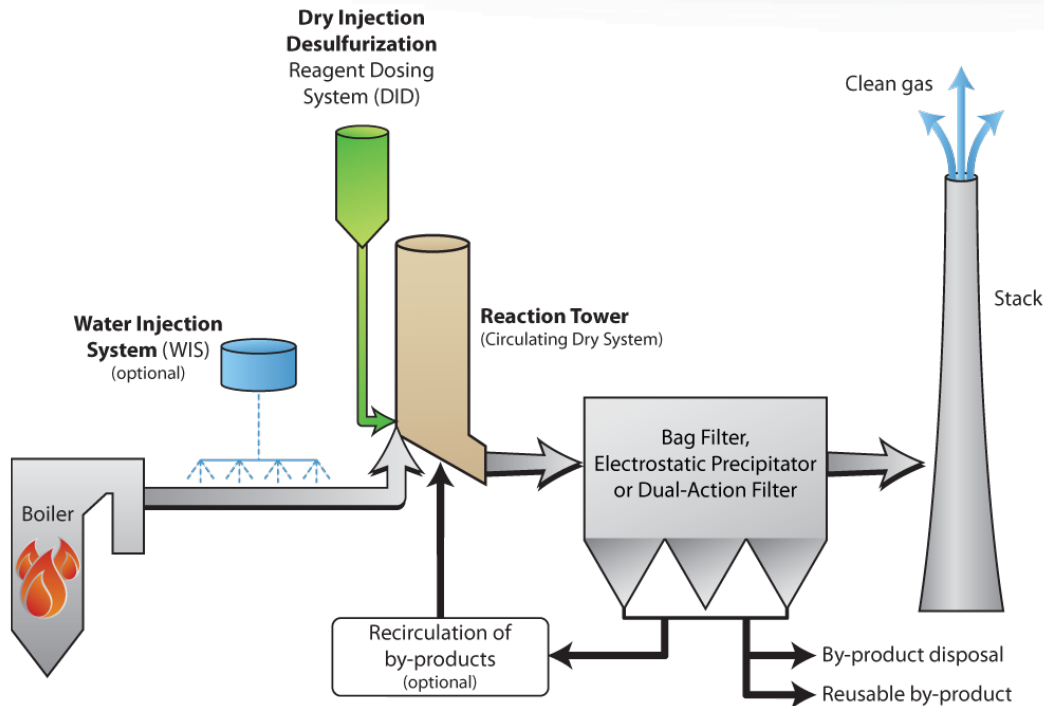 Dry Injection
Desulfurization
Reagent Dosing
System (DID)
Clean gas
Water Injection
System (WIS)
(optional)
Reaction Tower
(Circulating Dry System)
Stack
Boiler
Bag Filter,
Electrostatic Precipitator
or Dual-Action Filter
Recirculation of
by-products
(optional)
By-product disposal
Reusable by-product